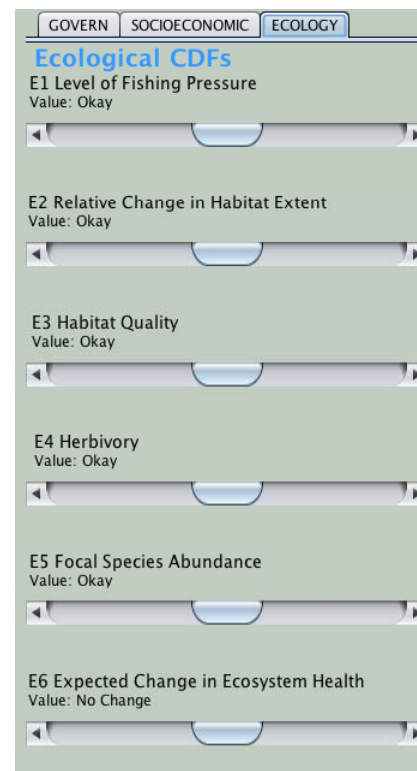 GOVERN SOCIOECONOMIC ECOLOGY
Ecological CDFs
E1 Level of Fishing Pressure
Value: Okay
E2 Relative Change in Habitat Extent
Value: Okay
E3 Habitat Quality
Value: Okay
E4 Herbivory
Value: Okay
E5 Focal Species Abundance
Value: Okay
E6 Expected Change in Ecosystem Health
Value: No Change